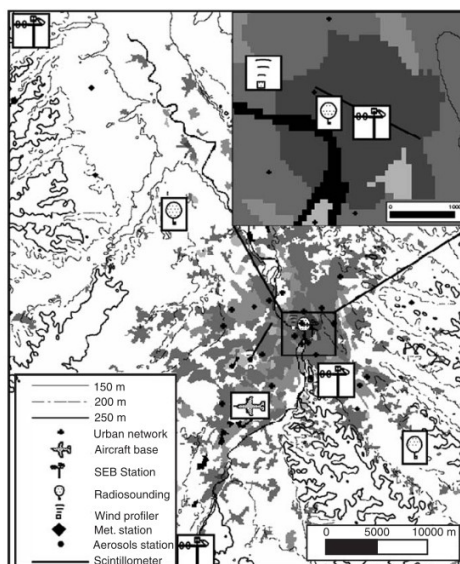 0 1000
150 m
200 m
250 m
Urban network
Aircraft base
SEB Station
Radiosounding
Wind profiler
Met. station
Aerosols station
Scintillometer
0 5000 10000 m